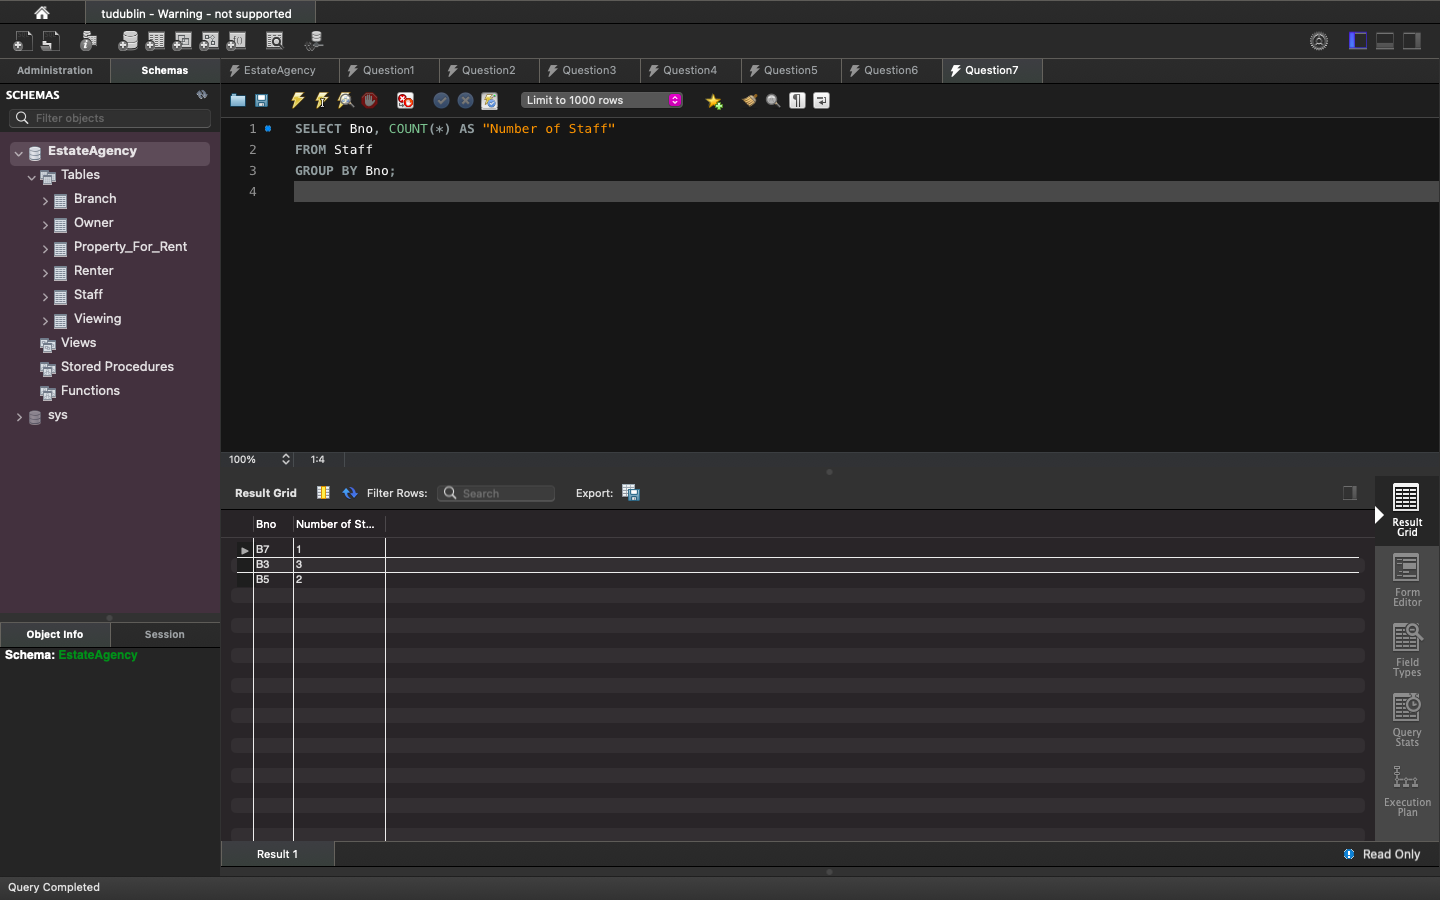 tudublin - Warning - not supported
Administration
Schemas
EstateAgency
Question1
Question2
Question3
Question4
Question5
Question6
Question7
SCHEMAS
Filter objects
Limit to 1000 rows
EstateAgency
Tables
Branch
Owner
Property_For_Rent
Renter
Staff
Viewing
Views
Stored Procedures
Functions
sys
1 SELECT Bno, COUNT(*) AS "Number of Staff"
2 FROM Staff
3 GROUP BY Bno;
4
100%
1:4
Result Grid
Filter Rows:
Search
Export:
Bno Number of St...
B7 1
B3 3
B5 2
Result
Grid
Form
Editor
Field
Types
Query
Stats
Execution
Plan
Object Info
Session
Schema: EstateAgency
Result 1
Read Only
Query Completed